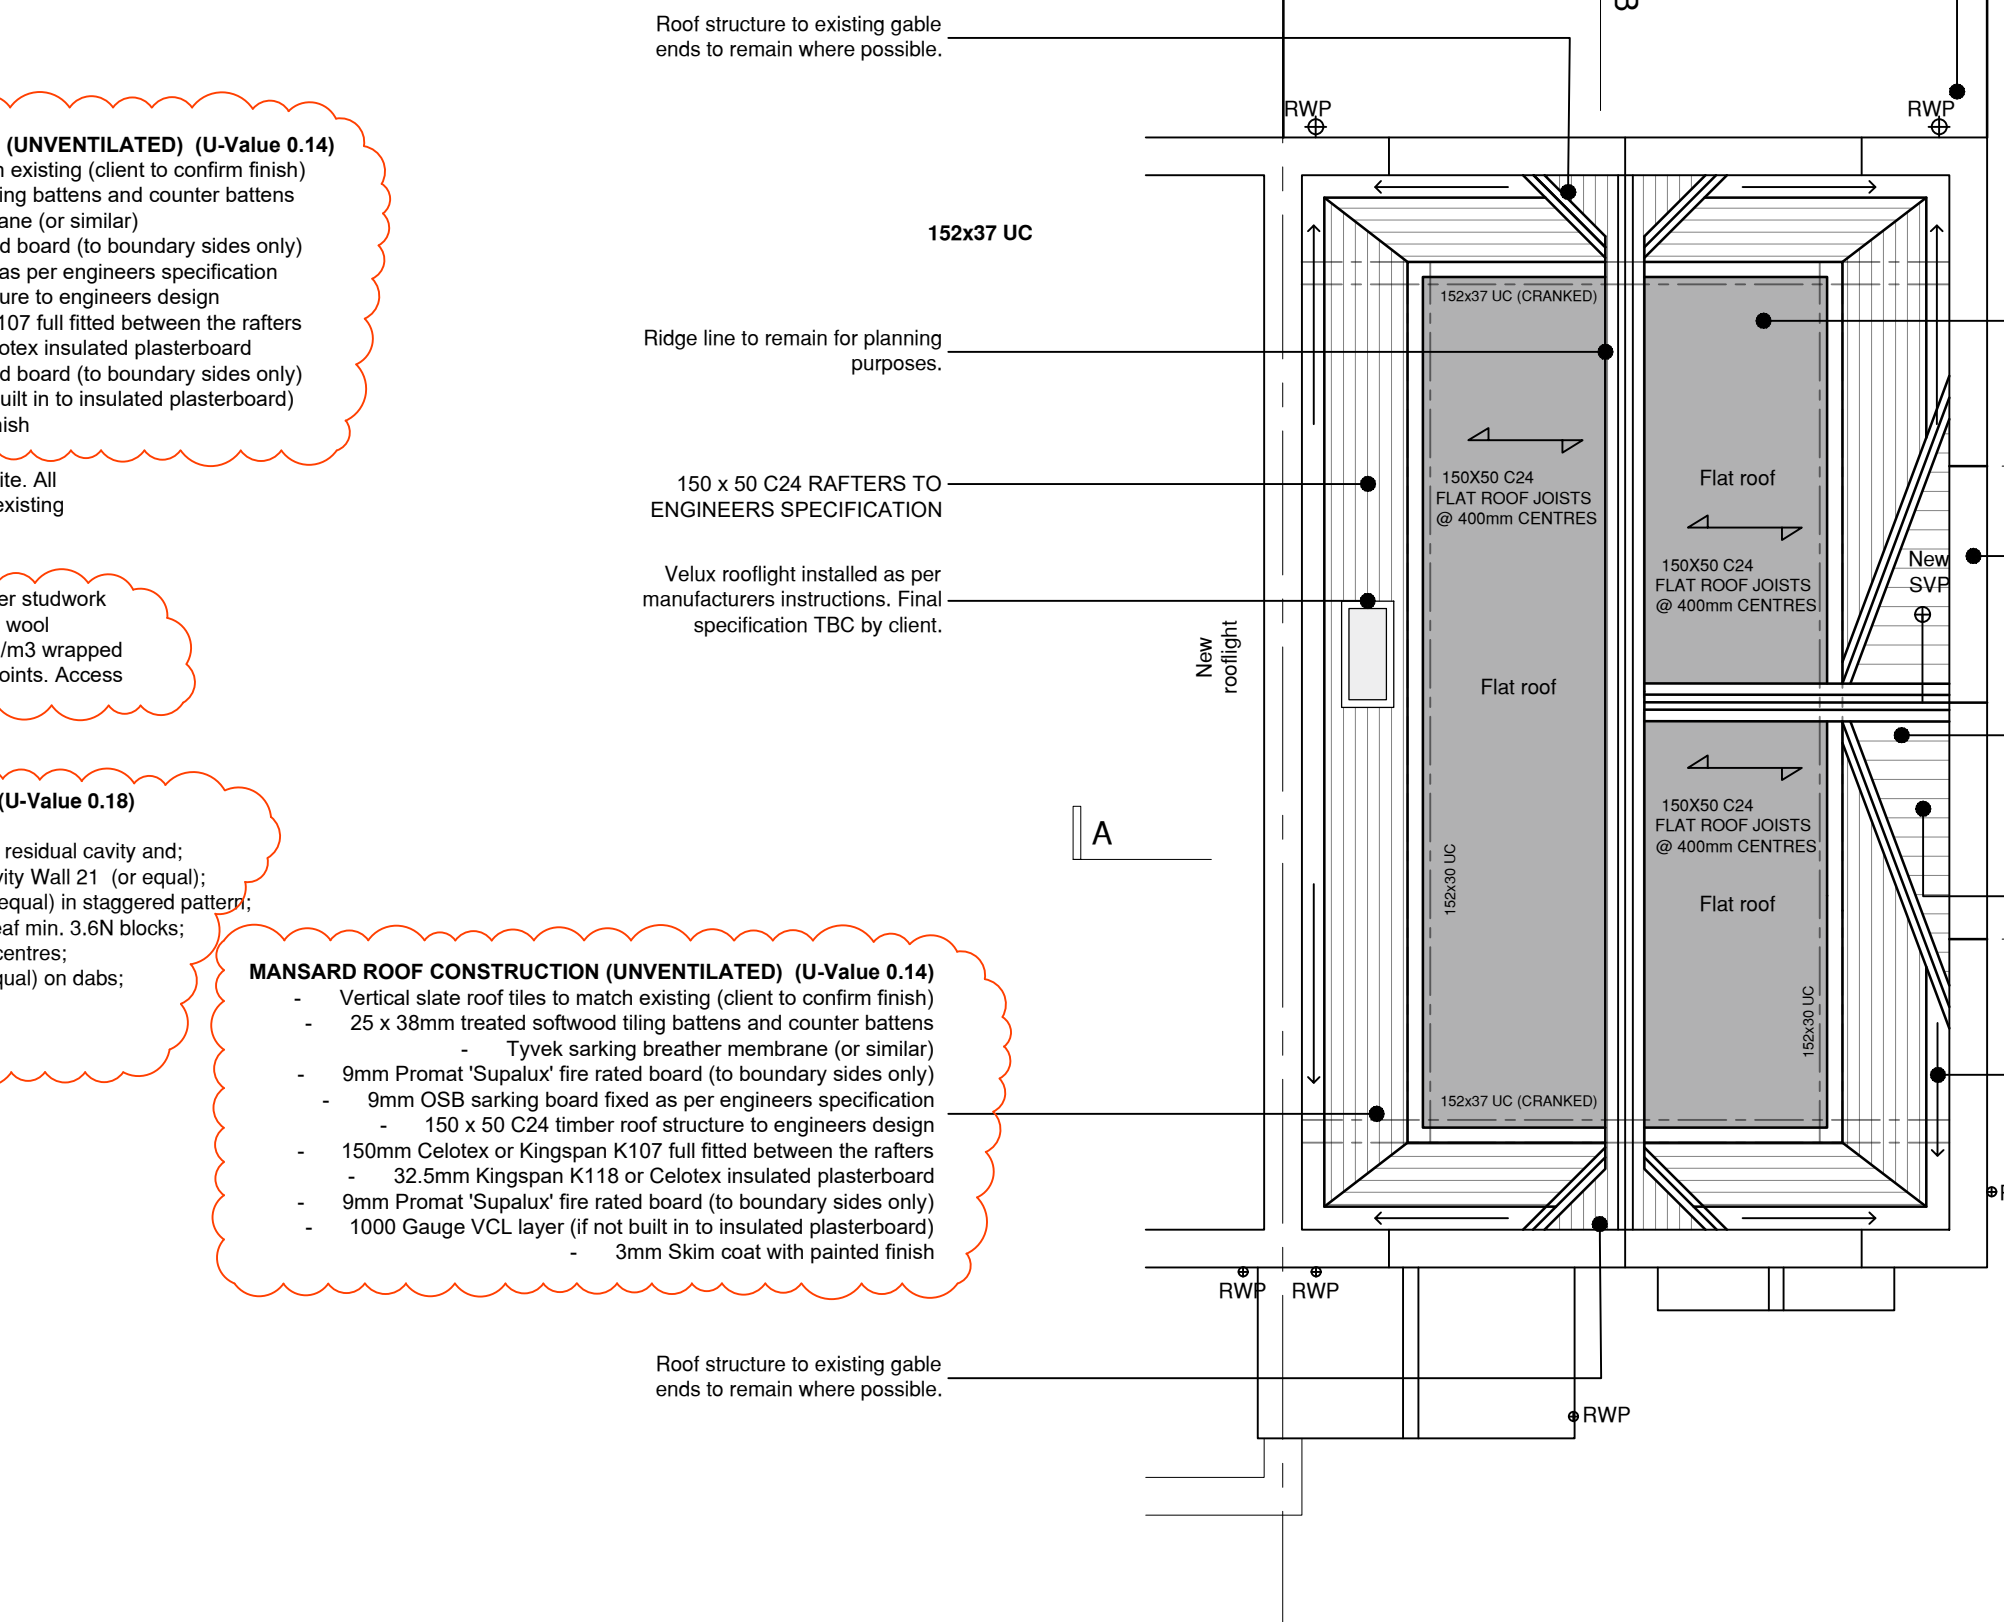 Roof structure to existing gable
ends to remain where possible.
B
RWP
RWP
(UNVENTILATED) (U-Value 0.14)
existing (client to confirm finish)
battens and counter battens
(or similar)
board (to boundary sides only)
as per engineers specification
to engineers design
full fitted between the rafters
insulated plasterboard
board (to boundary sides only)
in to insulated plasterboard)
152x37 UC
152x37 UC (CRANKED)
Ridge line to remain for planning
purposes.
All
existing
150 x 50 C24 RAFTERS TO
ENGINEERS SPECIFICATION
150X50 C24
FLAT ROOF JOISTS
@ 400mm CENTRES
Flat roof
150X50 C24
FLAT ROOF JOISTS
@ 400mm CENTRES
New
SVP
studwork
wool
/m3 wrapped
Access
Velux rooflight installed as per
manufacturers instructions. Final
specification TBC by client.
New
rooflight
Flat roof
(U-Value 0.18)
residual cavity and;
Wall 21 (or equal);
equal) in staggered pattern;
min. 3.6N blocks;
centres;
on dabs;
A
150X50 C24
FLAT ROOF JOISTS
@ 400mm CENTRES
152x30 UC
Flat roof
152x30 UC
MANSARD ROOF CONSTRUCTION (UNVENTILATED) (U-Value 0.14)
- Vertical slate roof tiles to match existing (client to confirm finish)
- 25 x 38mm treated softwood tiling battens and counter battens
- Tyvek sarking breather membrane (or similar)
- 9mm Promat 'Supalux' fire rated board (to boundary sides only)
- 9mm OSB sarking board fixed as per engineers specification
- 150 x 50 C24 timber roof structure to engineers design
- 150mm Celotex or Kingspan K107 full fitted between the rafters
- 32.5mm Kingspan K118 or Celotex insulated plasterboard
- 9mm Promat 'Supalux' fire rated board (to boundary sides only)
- 1000 Gauge VCL layer (if not built in to insulated plasterboard)
- 3mm Skim coat with painted finish
152x37 UC (CRANKED)
RWP
RWP
Roof structure to existing gable
ends to remain where possible.
RWP